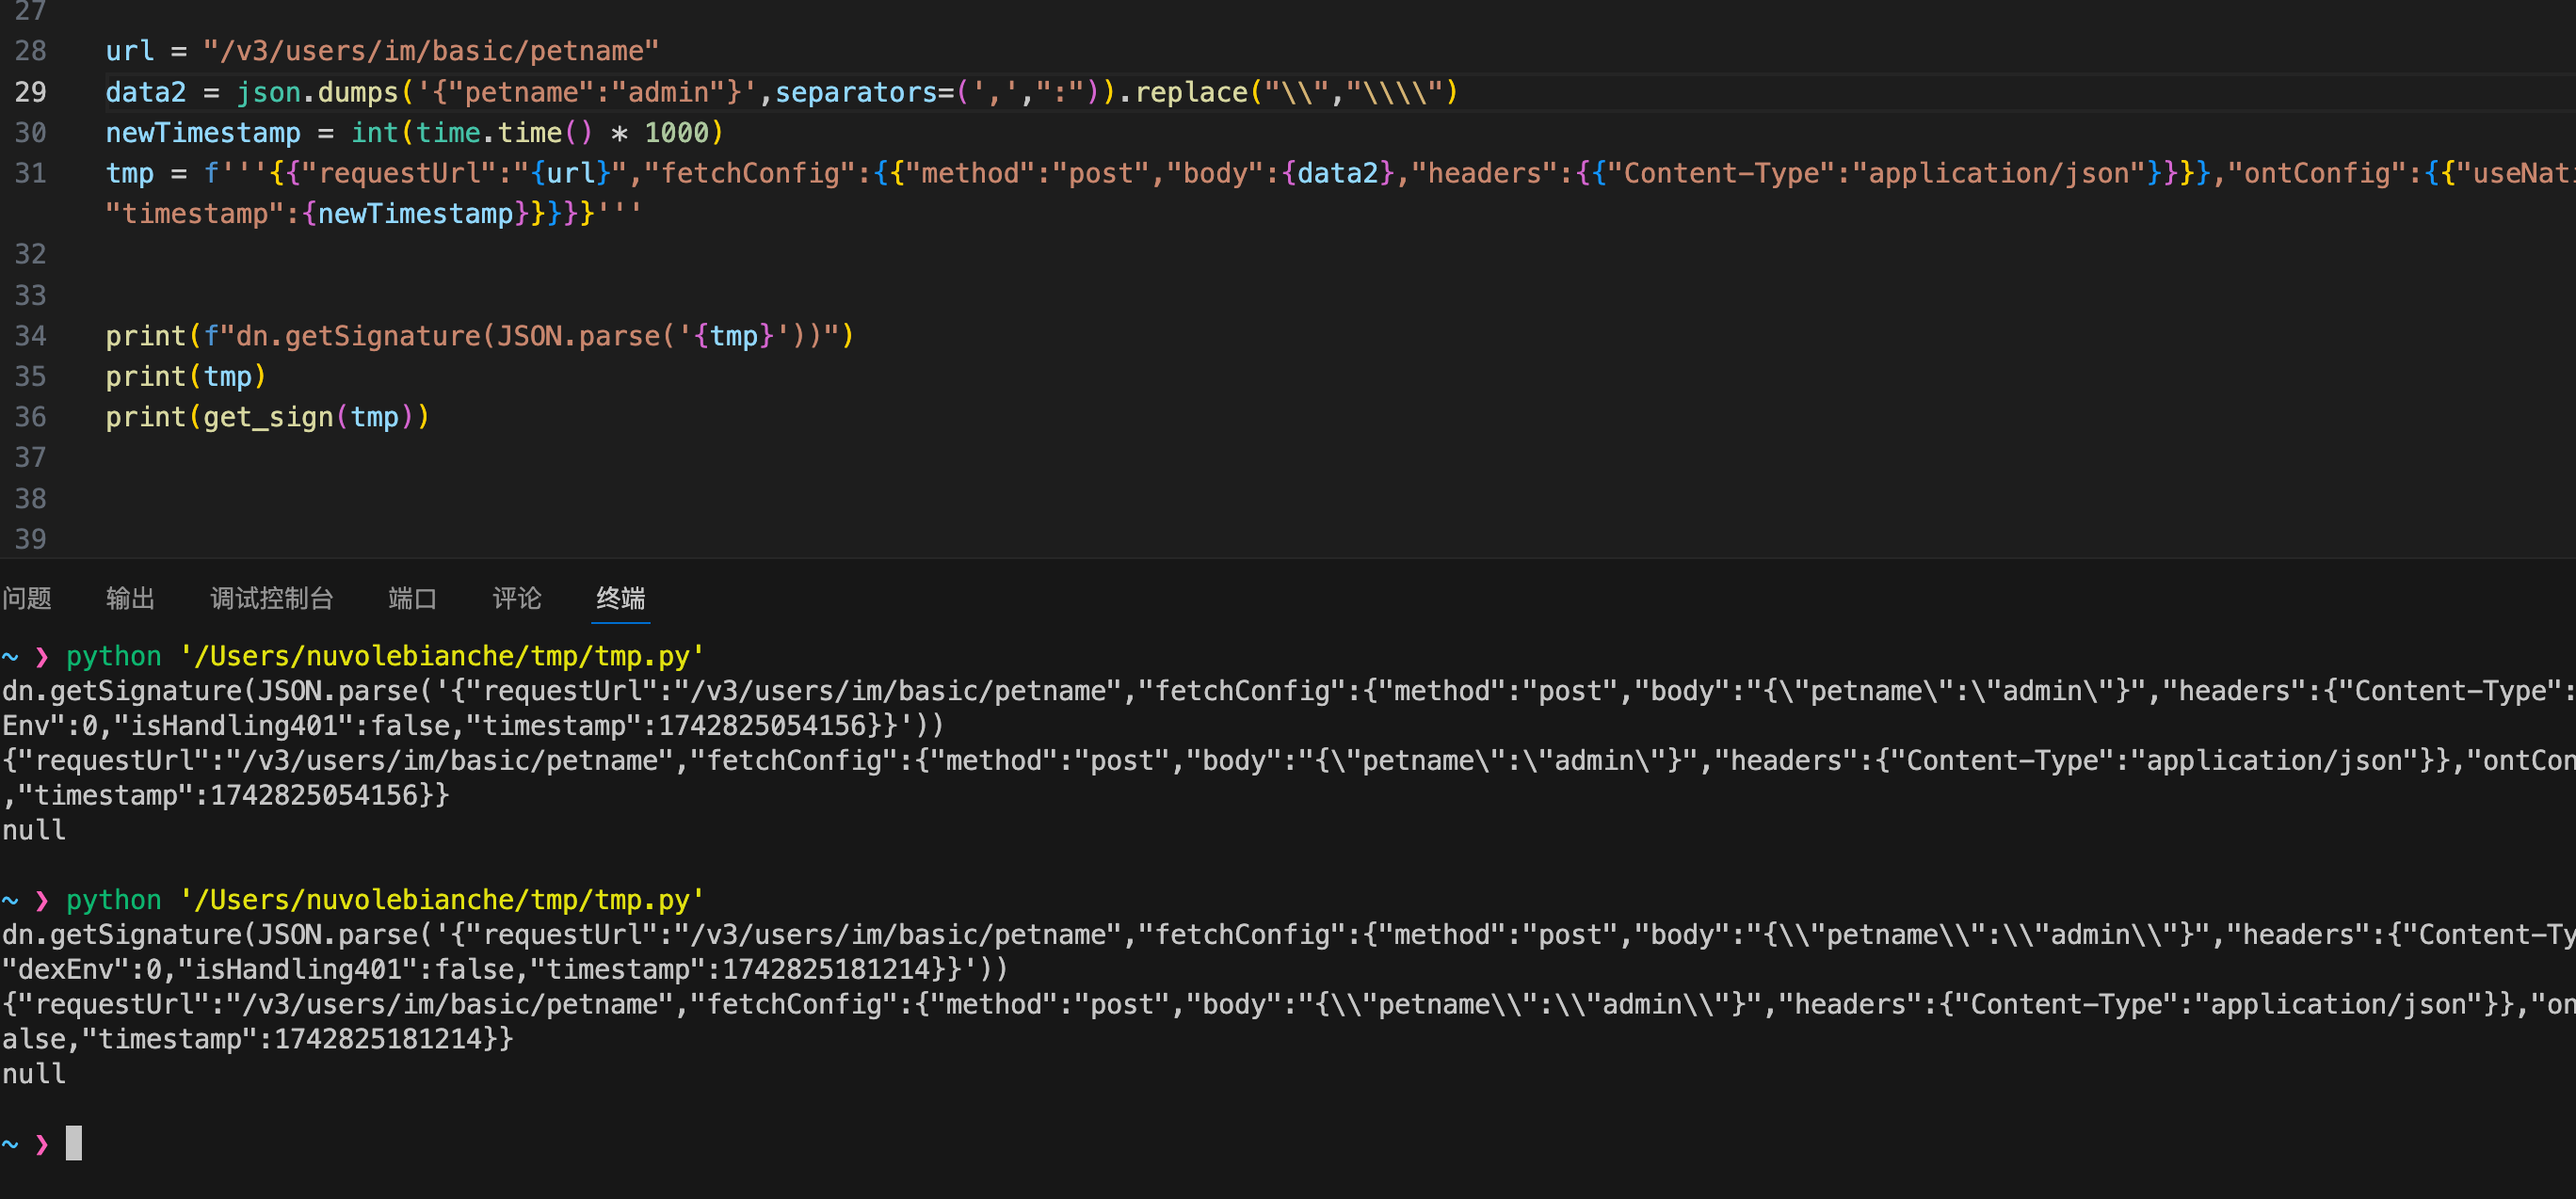 27
28 url = "/v3/users/im/basic/petname"
29 data2 = json.dumps('{"petname":"admin"}',separators=(',',":")).replace("\\","\\\\")
30 newTimestamp = int(time.time() * 1000)
31 tmp = f'''{{"requestUrl":"{url}","fetchConfig":{{"method":"post","body":{data2},"headers":{{"Content-Type":"application/json"}}}},"ontConfig":{{"useNati
"timestamp":{newTimestamp}}}}}'''
32
33
34 print(f"dn.getSignature(JSON.parse('{tmp}'))")
35 print(tmp)
36 print(get_sign(tmp))
37
38
39
问题 输出 调试控制台 端口 评论 终端
~ ❯ python '/Users/nuvolebianche/tmp/tmp.py'
dn.getSignature(JSON.parse('{"requestUrl":"/v3/users/im/basic/petname","fetchConfig":{"method":"post","body":"{\"petname\":\"admin\"}","headers":{"Content-Type":
Env":0,"isHandling401":false,"timestamp":1742825054156}}'))
{"requestUrl":"/v3/users/im/basic/petname","fetchConfig":{"method":"post","body":"{\"petname\":\"admin\"}","headers":{"Content-Type":"application/json"}},"ontCon
,"timestamp":1742825054156}}
null
~ ❯ python '/Users/nuvolebianche/tmp/tmp.py'
dn.getSignature(JSON.parse('{"requestUrl":"/v3/users/im/basic/petname","fetchConfig":{"method":"post","body":"{\\"petname\\":\\"admin\\"}","headers":{"Content-Ty
"dexEnv":0,"isHandling401":false,"timestamp":1742825181214}}'))
{"requestUrl":"/v3/users/im/basic/petname","fetchConfig":{"method":"post","body":"{\\"petname\\":\\"admin\\"}","headers":{"Content-Type":"application/json"}},"on
alse,"timestamp":1742825181214}}
null
~ ❯